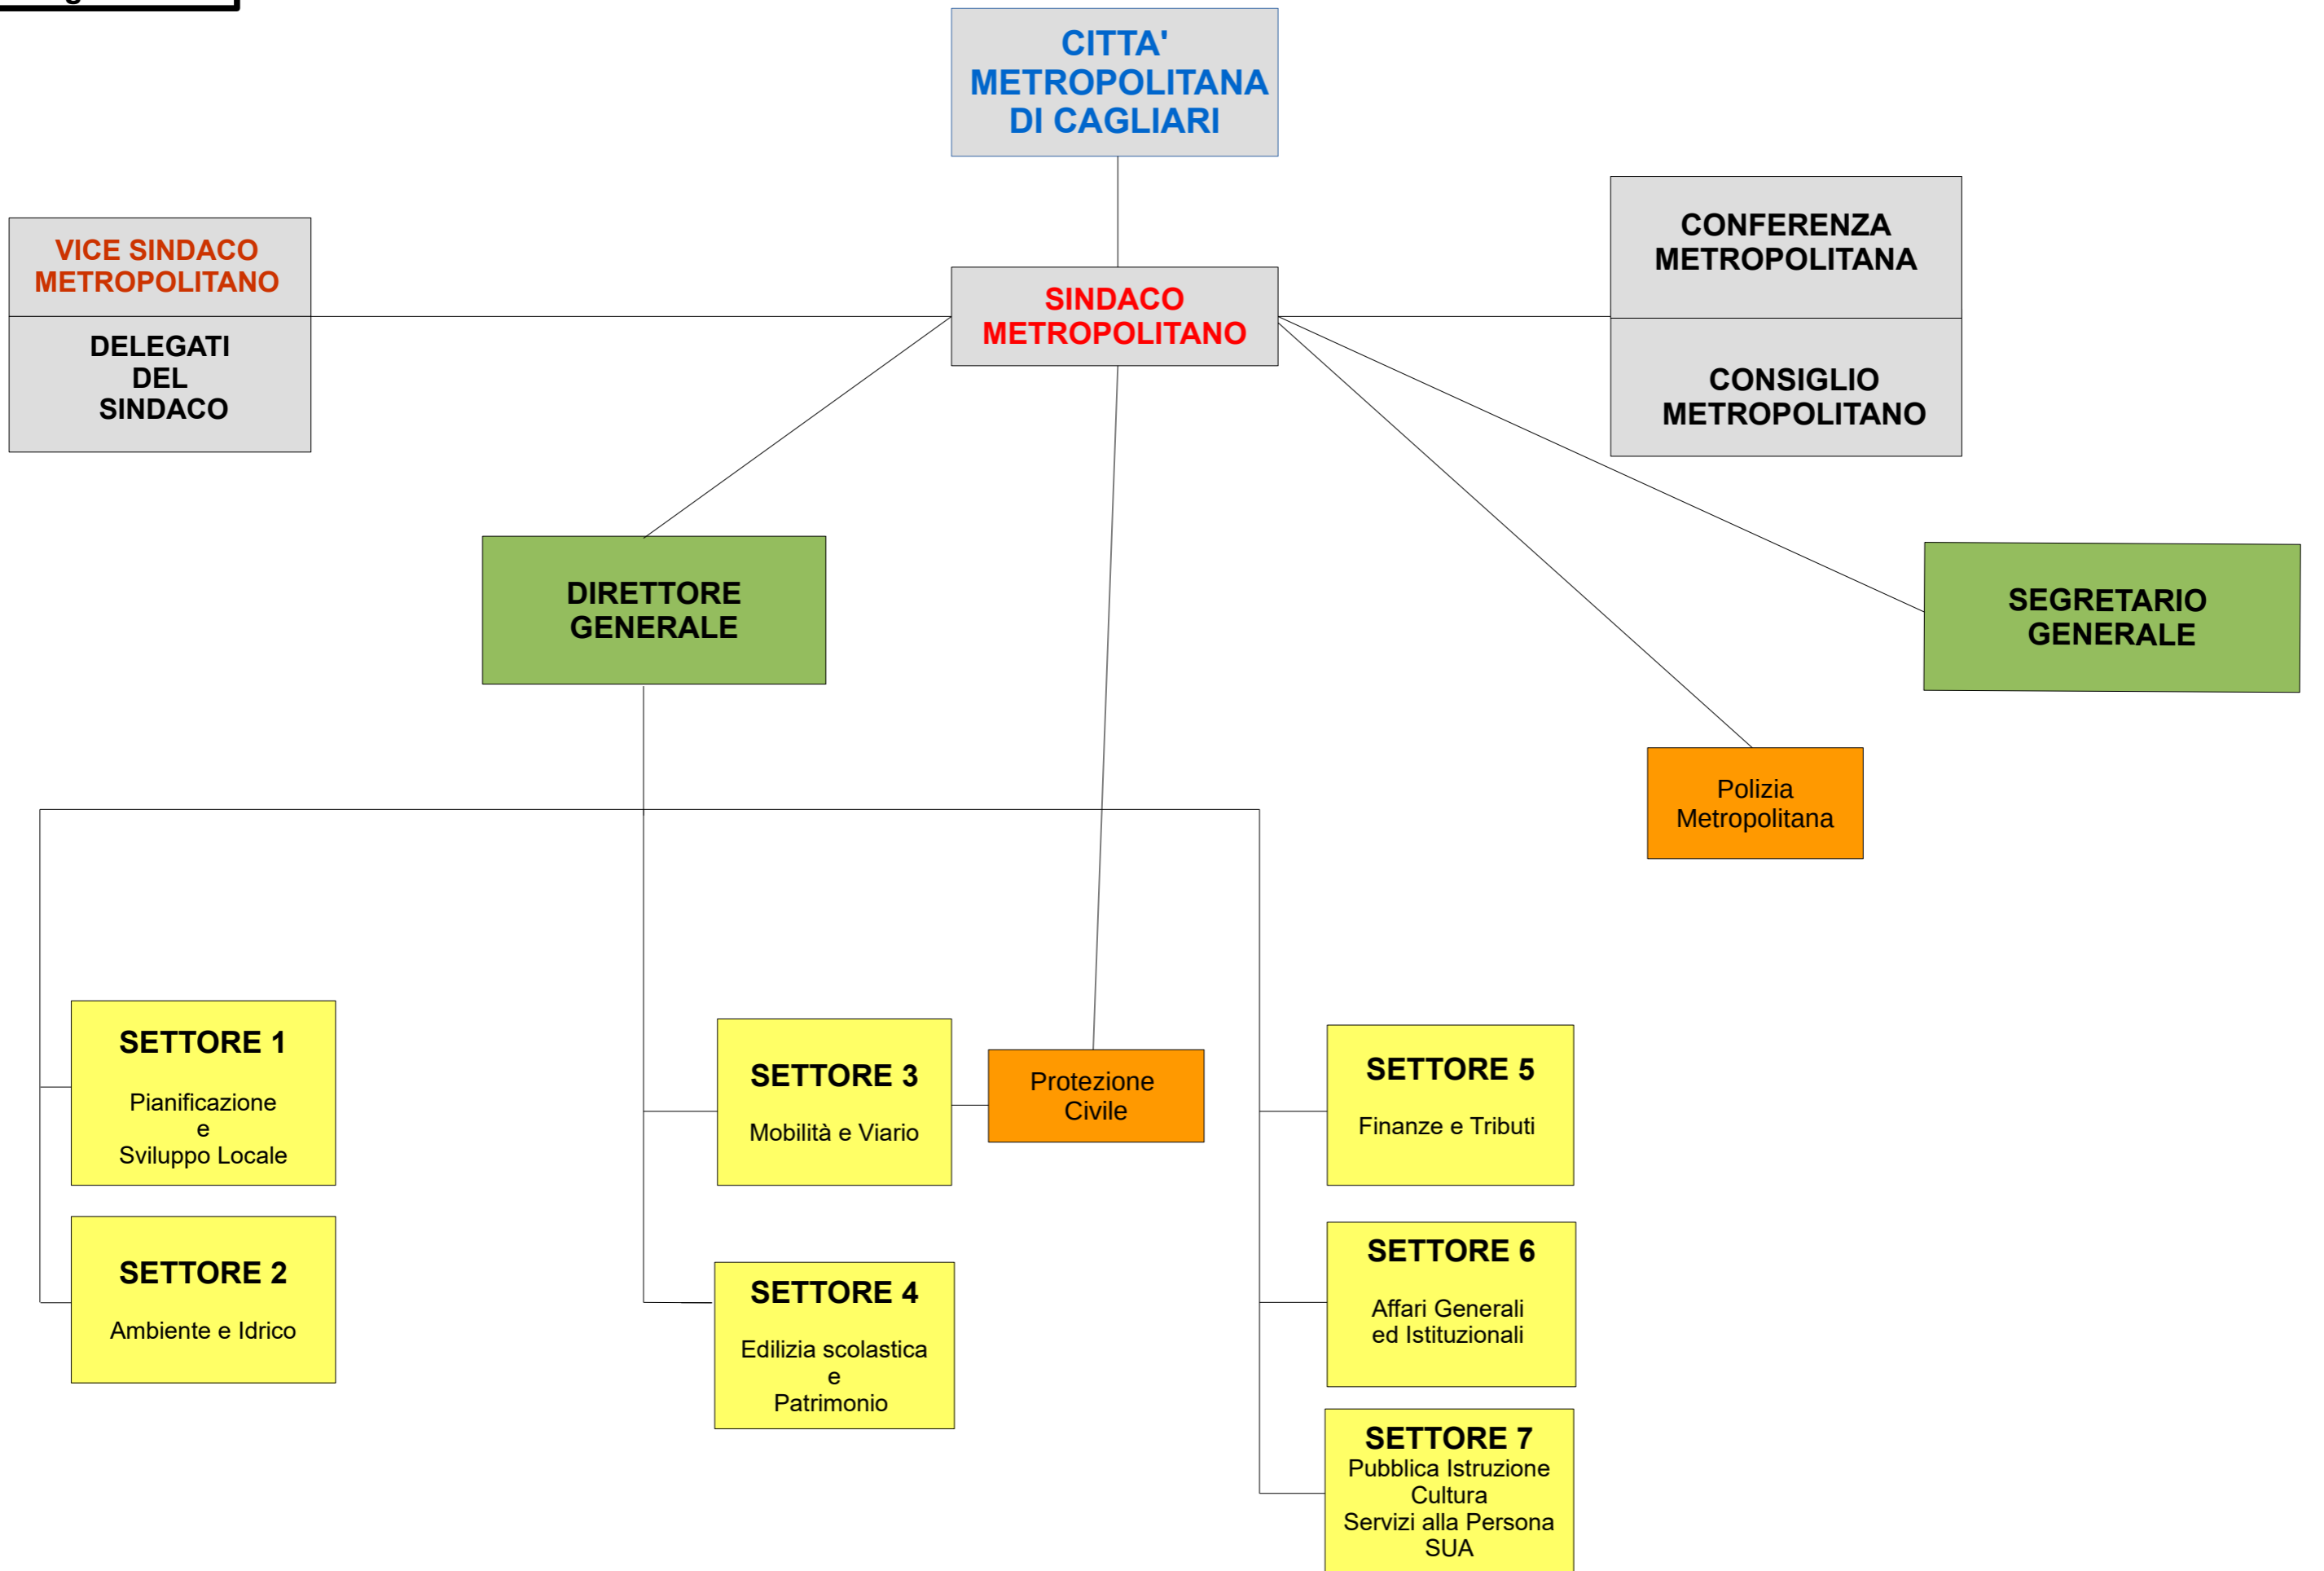 CITTA'
METROPOLITANA
DI CAGLIARI
VICE SINDACO
METROPOLITANO
DELEGATI
DEL
SINDACO
SINDACO
METROPOLITANO
CONFERENZA
METROPOLITANA
CONSIGLIO
METROPOLITANO
DIRETTORE
GENERALE
SEGRETARIO
GENERALE
Polizia
Metropolitana
SETTORE 1
Pianificazione
e
Sviluppo Locale
SETTORE 2
Ambiente e Idrico
SETTORE 3
Mobilità e Viario
Protezione
Civile
SETTORE 4
Edilizia scolastica
e
Patrimonio
SETTORE 5
Finanze e Tributi
SETTORE 6
Affari Generali
ed Istituzionali
SETTORE 7
Pubblica Istruzione
Cultura
Servizi alla Persona
SUA